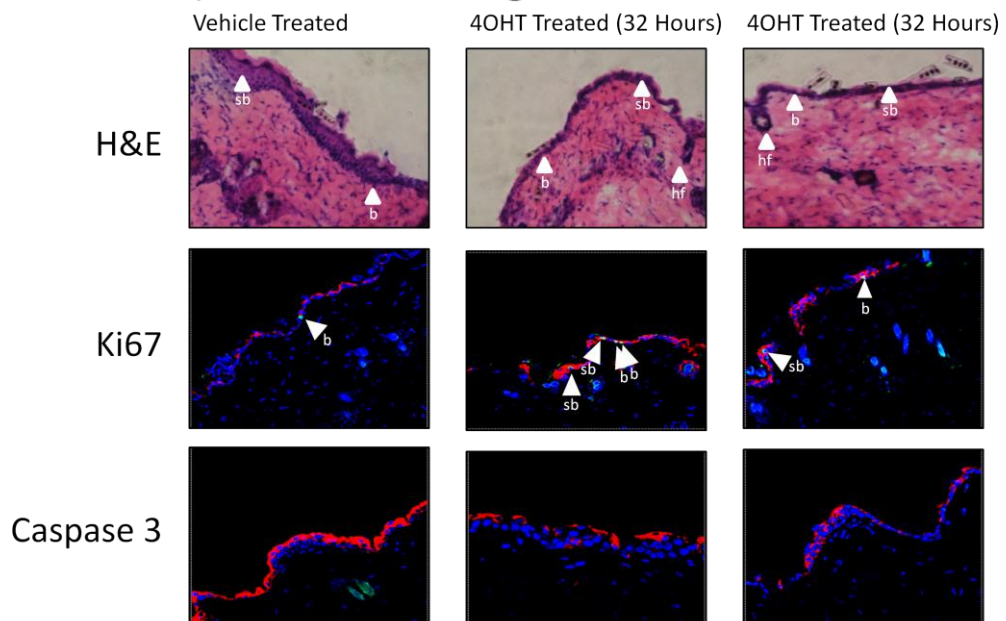 Vehicle Treated
4OHT Treated (32 Hours)
4OHT Treated (32 Hours)
H&E
sb
b
sb
b
hf
b
sb
hf
Ki67
b
sb
b
b
sb
b
sb
Caspase 3